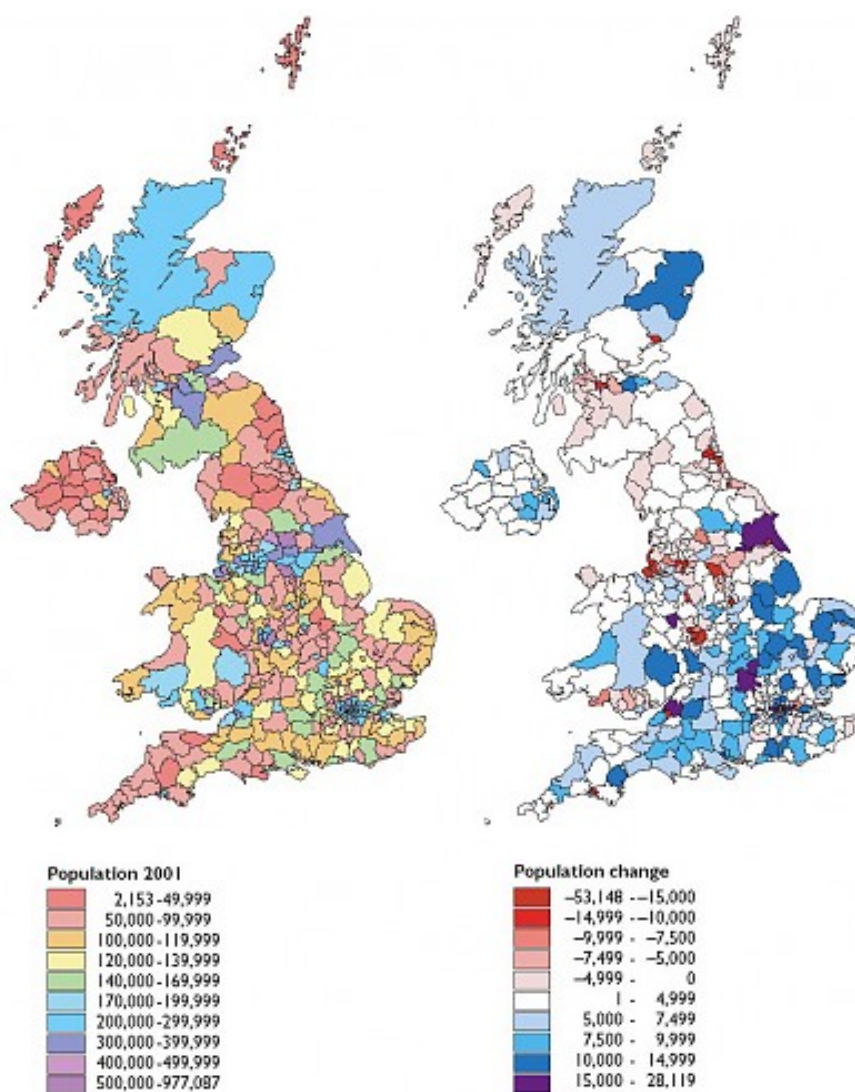 Population 2001
2,153 -49,999
50,000 -99,999
100,000 -119,999
120,000 -139,999
140,000 -169,999
170,000 -199,999
200,000 -299,999
300,000 -399,999
400,000 -499,999
500,000 -977,087
Population change
−53,148 - −15,000
−14,999 - −10,000
−9,999 - −7,500
−7,499 - −5,000
−4,999 - 0
1 - 4,999
5,000 - 7,499
7,500 - 9,999
10,000 - 14,999
15,000 - 28,119